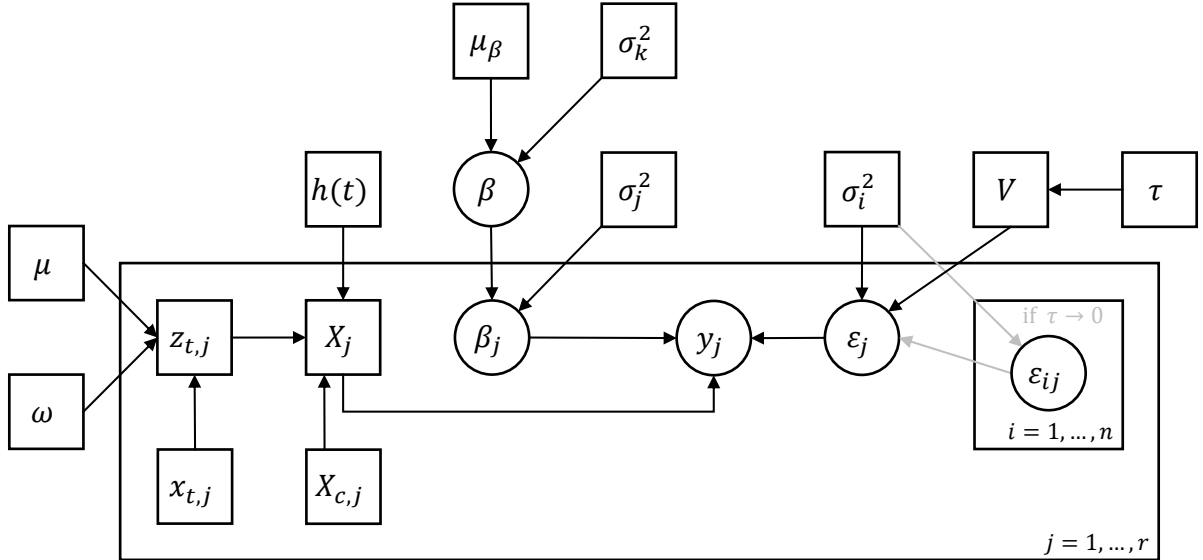 μ_β
σ_k^2
h(t)
β
σ_j^2
σ_i^2
V
τ
μ
z_{t,j}
X_j
β_j
y_j
ε_j
if τ → 0
ε_{ij}
ω
i = 1, ..., n
x_{t,j}
X_{c,j}
j = 1, ..., r